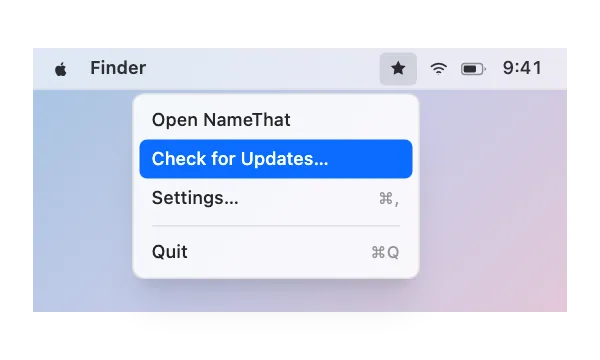 Finder 9:41
Open NameThat
Check for Updates...
Settings... ⌘,
Quit ⌘Q